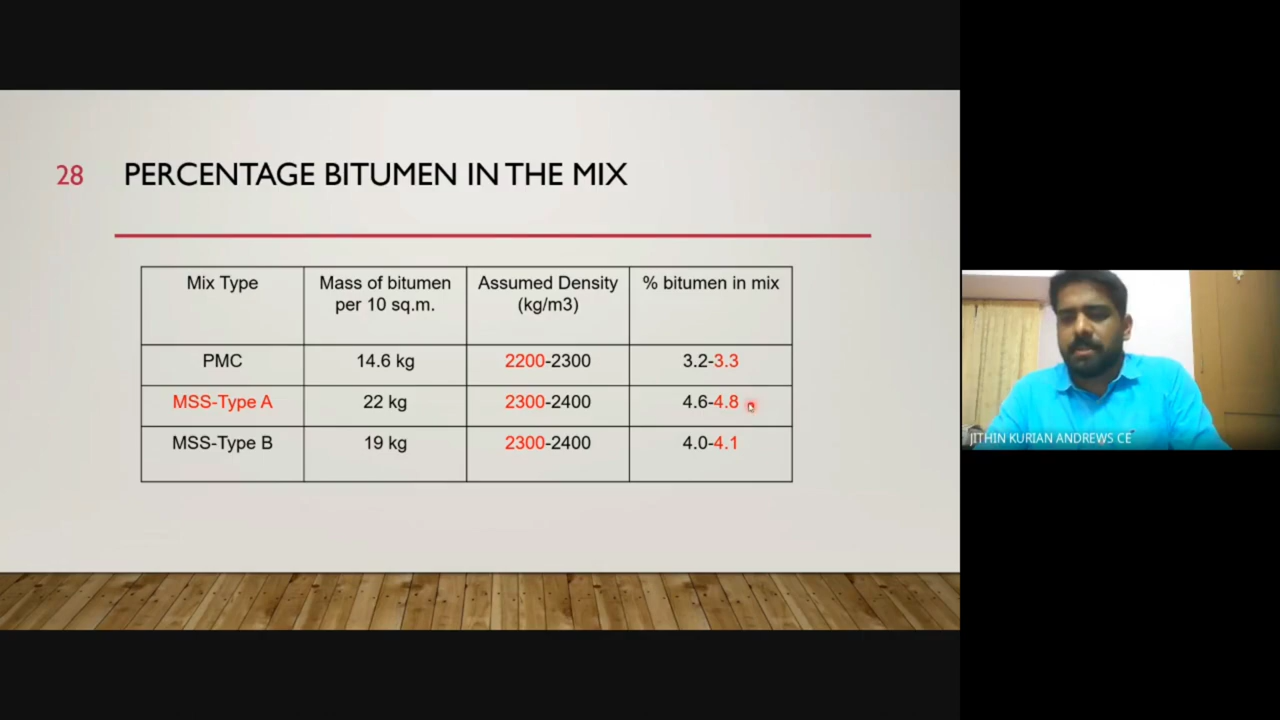 28
PERCENTAGE BITUMEN IN THE MIX
Mix Type
Mass of bitumen
per 10 sq.m.
Assumed Density
(kg/m3)
% bitumen in mix
PMC
14.6 kg
2200-2300
3.2-3.3
MSS-Type A
22 kg
2300-2400
4.6-4.8
MSS-Type B
19 kg
2300-2400
4.0-4.1
JITHIN KURIAN ANDREWS CE